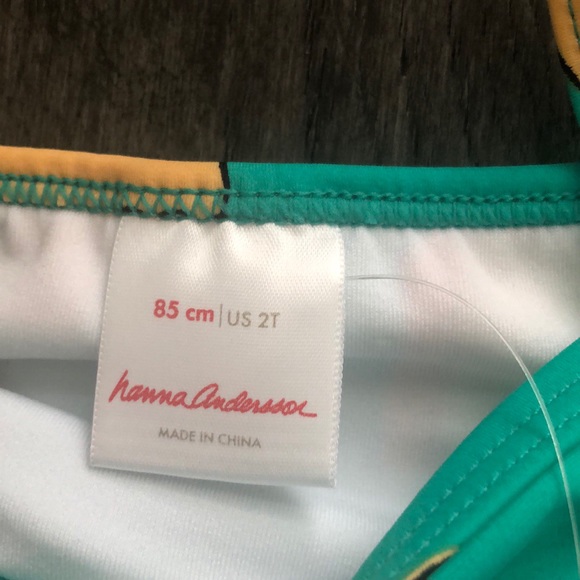 85 cm | US 2T
hanna Andersson
MADE IN CHINA